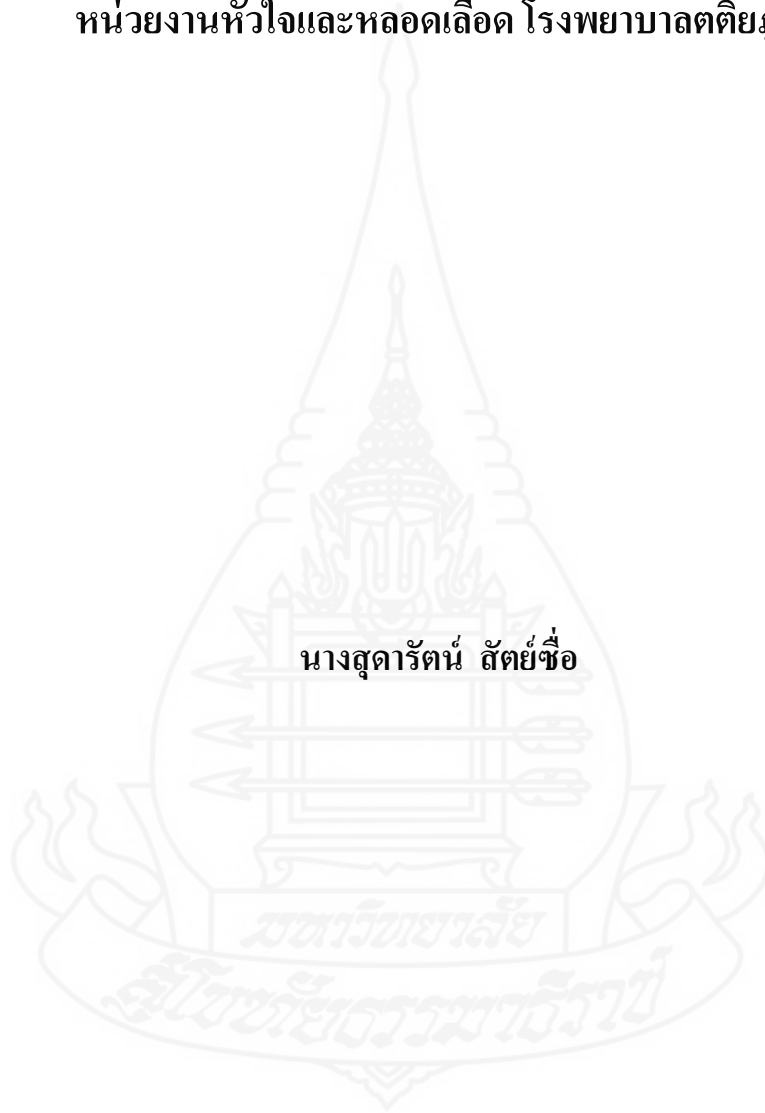 หน่วยงานหัวใจและหลอดเลือด โรงพยาบาลตติยภ
นางสุดารัตน์ สัตย์ซื่อ
มหาวิทยาลัย
สุโขทัยธรรมาธิราช